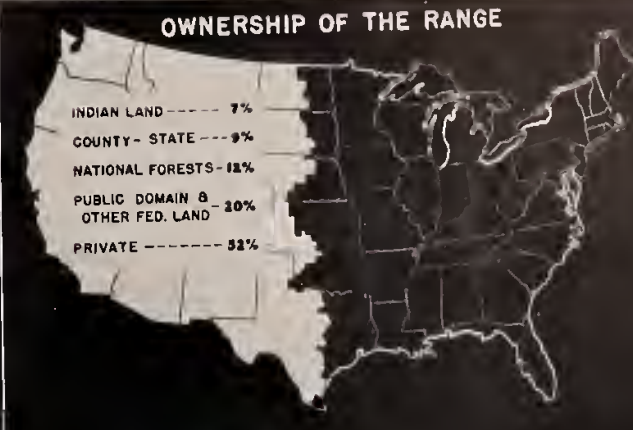 OWNERSHIP OF THE RANGE
INDIAN LAND ------ 7%
COUNTY- STATE --- 9%
NATIONAL FORESTS- 12%
PUBLIC DOMAIN &
OTHER FED. LAND - 20%
PRIVATE ------- 52%